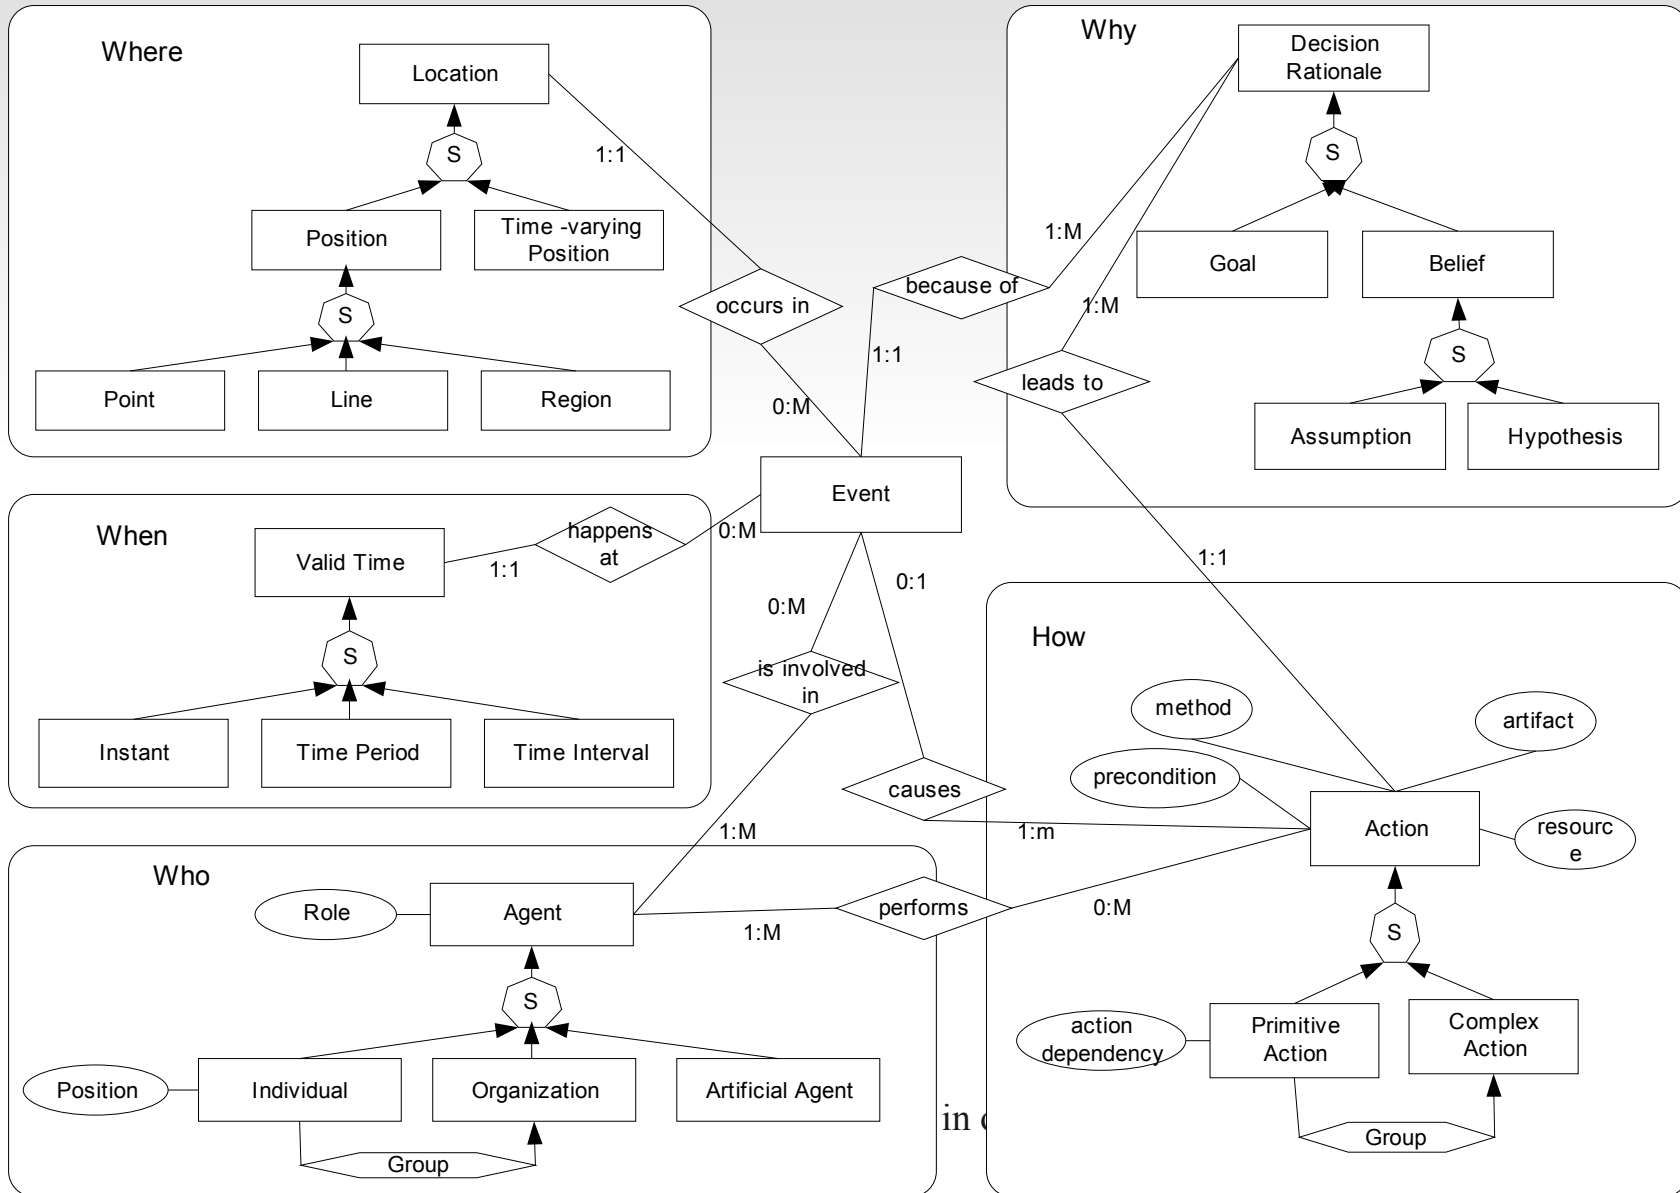 Where
Location
S
Position
Time -varying
Position
S
Point
Line
Region
1:1
occurs in
0:M
Why
Decision
Rationale
S
Goal
Belief
S
Assumption
Hypothesis
1:M
because of
1:1
1:M
leads to
1:1
Event
When
Valid Time
1:1
happens
at
0:M
S
Instant
Time Period
Time Interval
0:M
is involved
in
1:M
0:1
causes
1:m
Who
Role
Agent
1:M
performs
0:M
S
Position
Individual
Organization
Artificial Agent
Group
in
How
method
artifact
precondition
Action
resourc
e
S
action
dependency
Primitive
Action
Complex
Action
Group